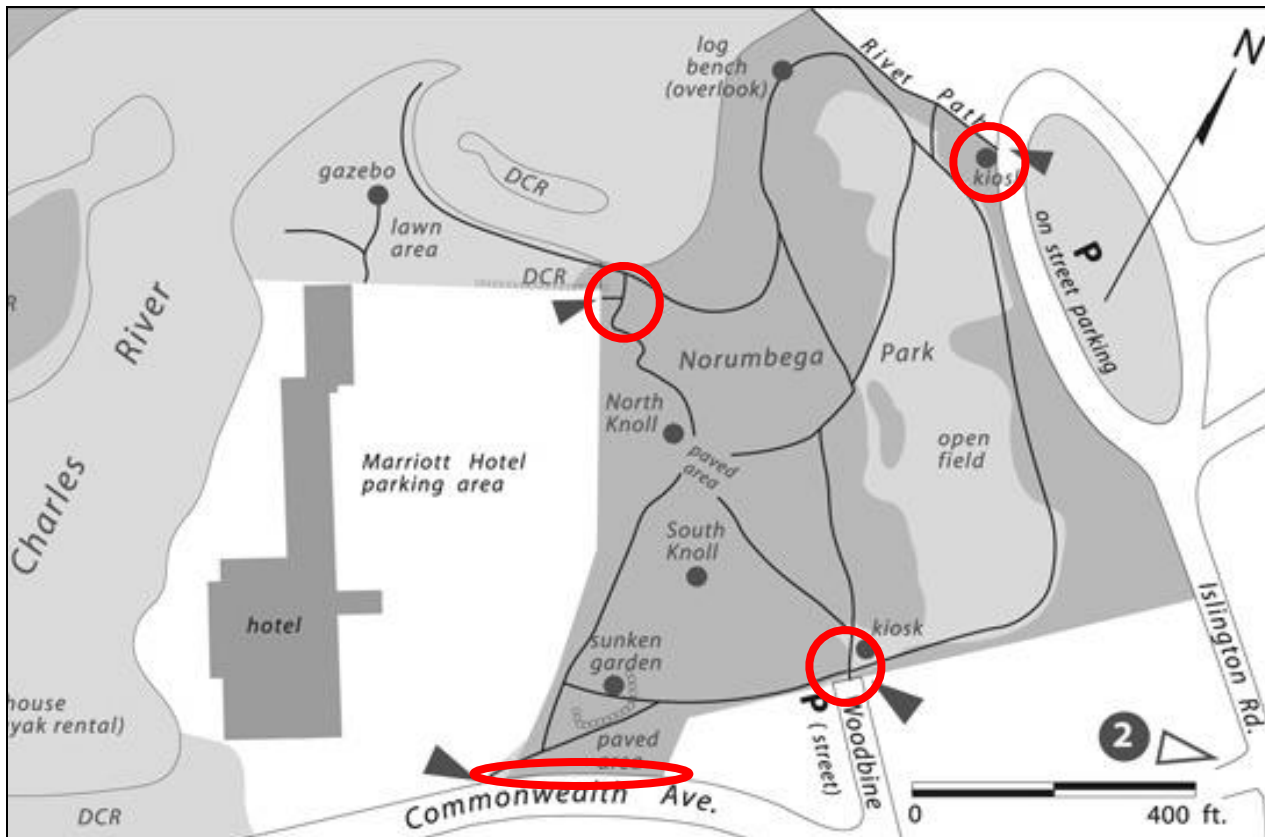 log
bench
(overlook)
River Path
N
kiosk
P
on street parking
gazebo
lawn
area
DCR
DCR
Norumbega Park
North
Knoll
paved
area
open
field
Charles River
Marriott Hotel
parking area
hotel
South
Knoll
sunken
garden
kiosk
paved
area
P (street)
Woodbine
Islington Rd.
Commonwealth Ave.
house
yak rental)
DCR
R
2
0 400 ft.